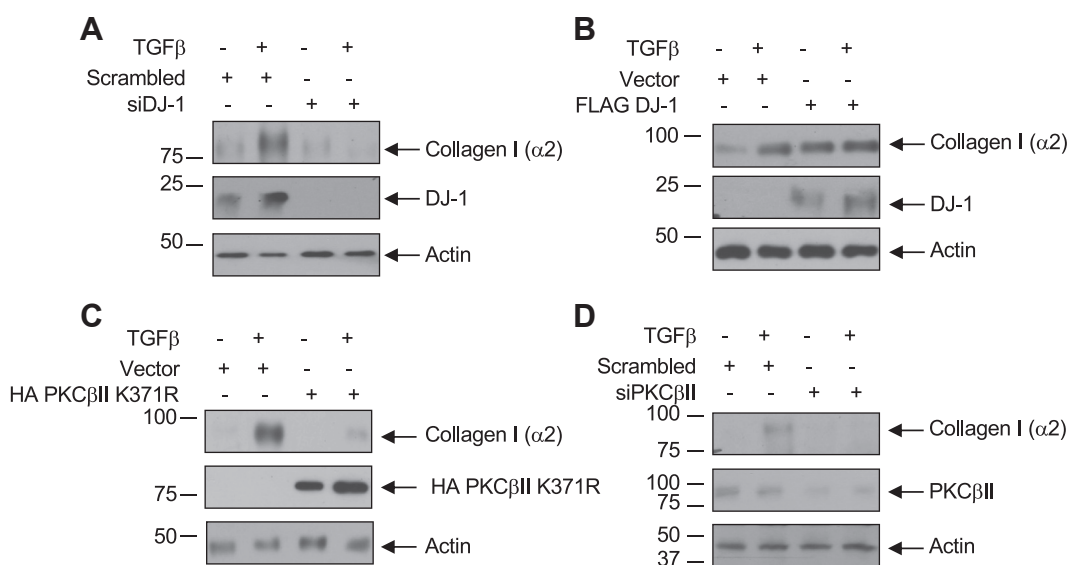 A
TGFβ - + - +
Scrambled + + - -
siDJ-1 - - + +
75
Collagen I (α2)
25
DJ-1
50
Actin
B
TGFβ - + - +
Vector + + - -
FLAG DJ-1 - - + +
100
Collagen I (α2)
25
DJ-1
50
Actin
C
TGFβ - + - +
Vector + + - -
HA PKCβII K371R - - + +
100
Collagen I (α2)
75
HA PKCβII K371R
50
Actin
D
TGFβ - + - +
Scrambled + + - -
siPKCβII - - + +
100
Collagen I (α2)
75
100
PKCβII
75
50
Actin
37